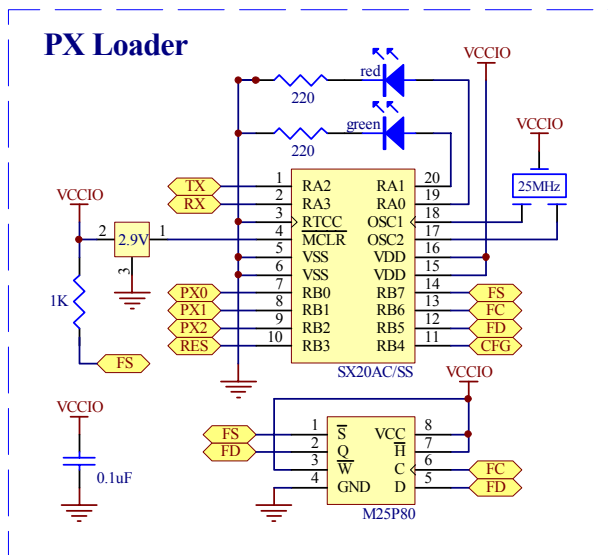 PX Loader
VCCIO
red
220
green
220
VCCIO
25MHz
TX 1 RA2 RA1 20
RX 2 RA3 RA0 19
3 RTCC OSC1 18
4 MCLR OSC2 17
5 VSS VDD 16
6 VSS VDD 15
PX0 7 RB0 RB7 14 FS
PX1 8 RB1 RB6 13 FC
PX2 9 RB2 RB5 12 FD
RES 10 RB3 RB4 11 CFG
SX20AC/SS
VCCIO
2 2.9V 1
3
1K
FS
VCCIO
0.1uF
VCCIO
FS 1 S VCC 8
FD 2 Q H 7
3 W C 6 FC
4 GND D 5 FD
M25P80